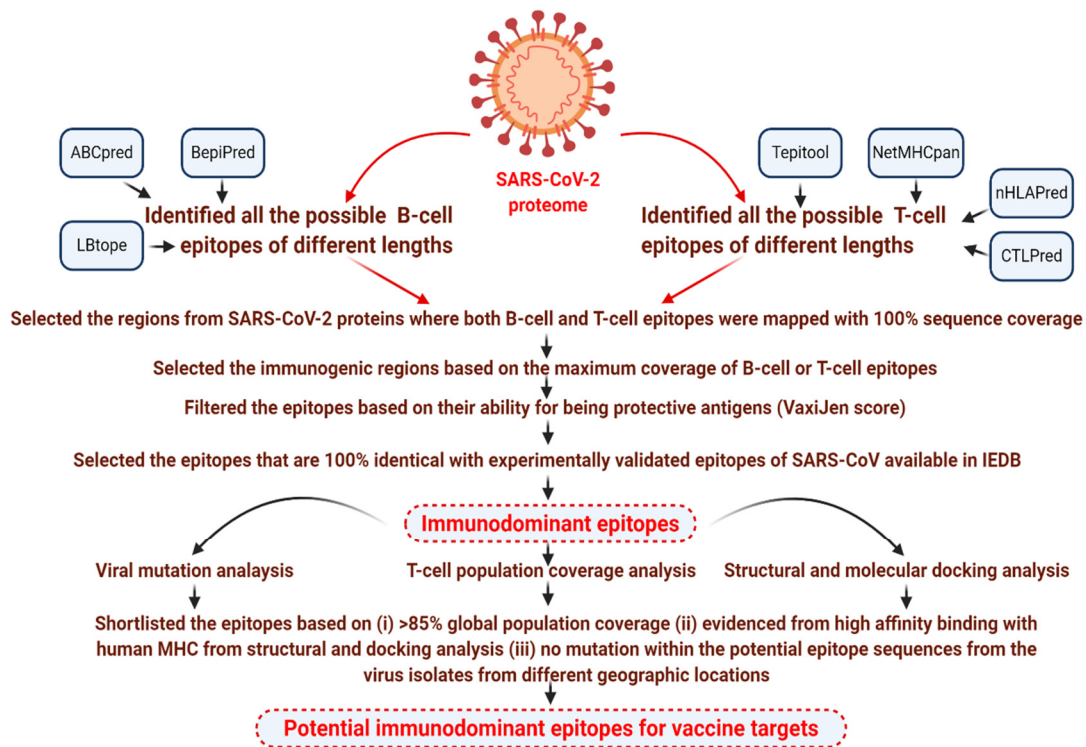 SARS-CoV-2
proteome
ABCpred
BepiPred
LBtope
Identified all the possible B-cell
epitopes of different lengths
Tepitool
NetMHCpan
nHLAPred
CTLPred
Identified all the possible T-cell
epitopes of different lengths
Selected the regions from SARS-CoV-2 proteins where both B-cell and T-cell epitopes were mapped with 100% sequence coverage
Selected the immunogenic regions based on the maximum coverage of B-cell or T-cell epitopes
Filtered the epitopes based on their ability for being protective antigens (VaxiJen score)
Selected the epitopes that are 100% identical with experimentally validated epitopes of SARS-CoV available in IEDB
Immunodominant epitopes
Viral mutation analaysis
T-cell population coverage analysis
Structural and molecular docking analysis
Shortlisted the epitopes based on (i) >85% global population coverage (ii) evidenced from high affinity binding with
human MHC from structural and docking analysis (iii) no mutation within the potential epitope sequences from the
virus isolates from different geographic locations
Potential immunodominant epitopes for vaccine targets